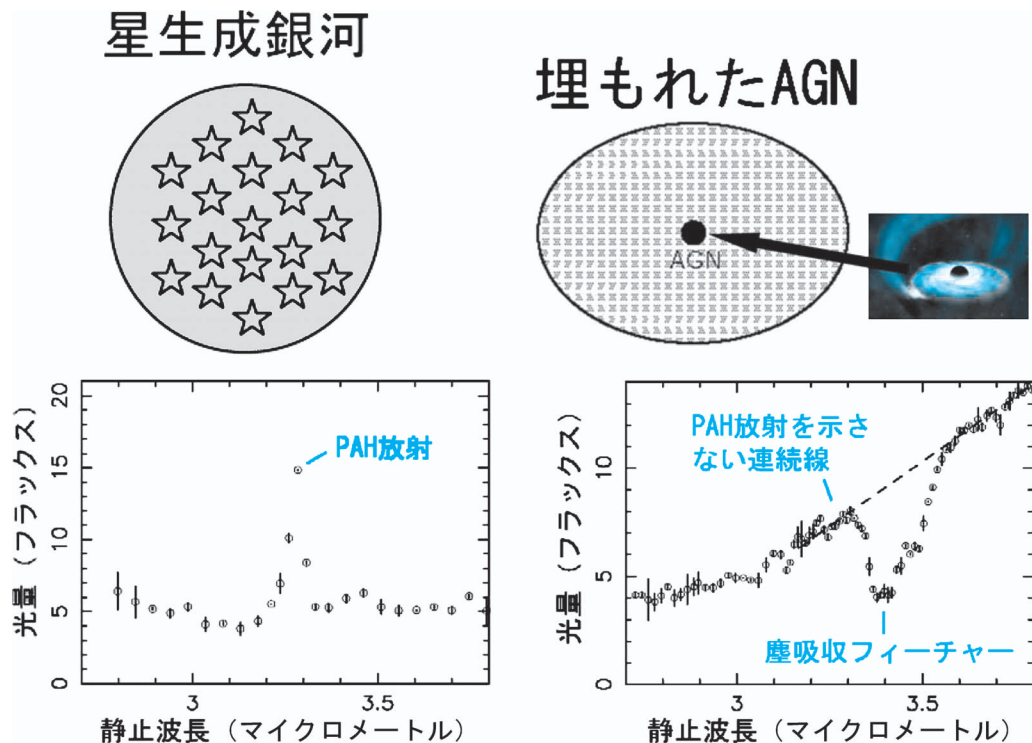 星生成銀河
埋もれたAGN
AGN
20
15
10
5
0
光量(フラックス)
PAH放射
3
3.5
静止波長(マイクロメートル)
10
5
0
光量(フラックス)
PAH放射を示さ
ない連続線
塵吸収フィーチャー
3
3.5
静止波長(マイクロメートル)